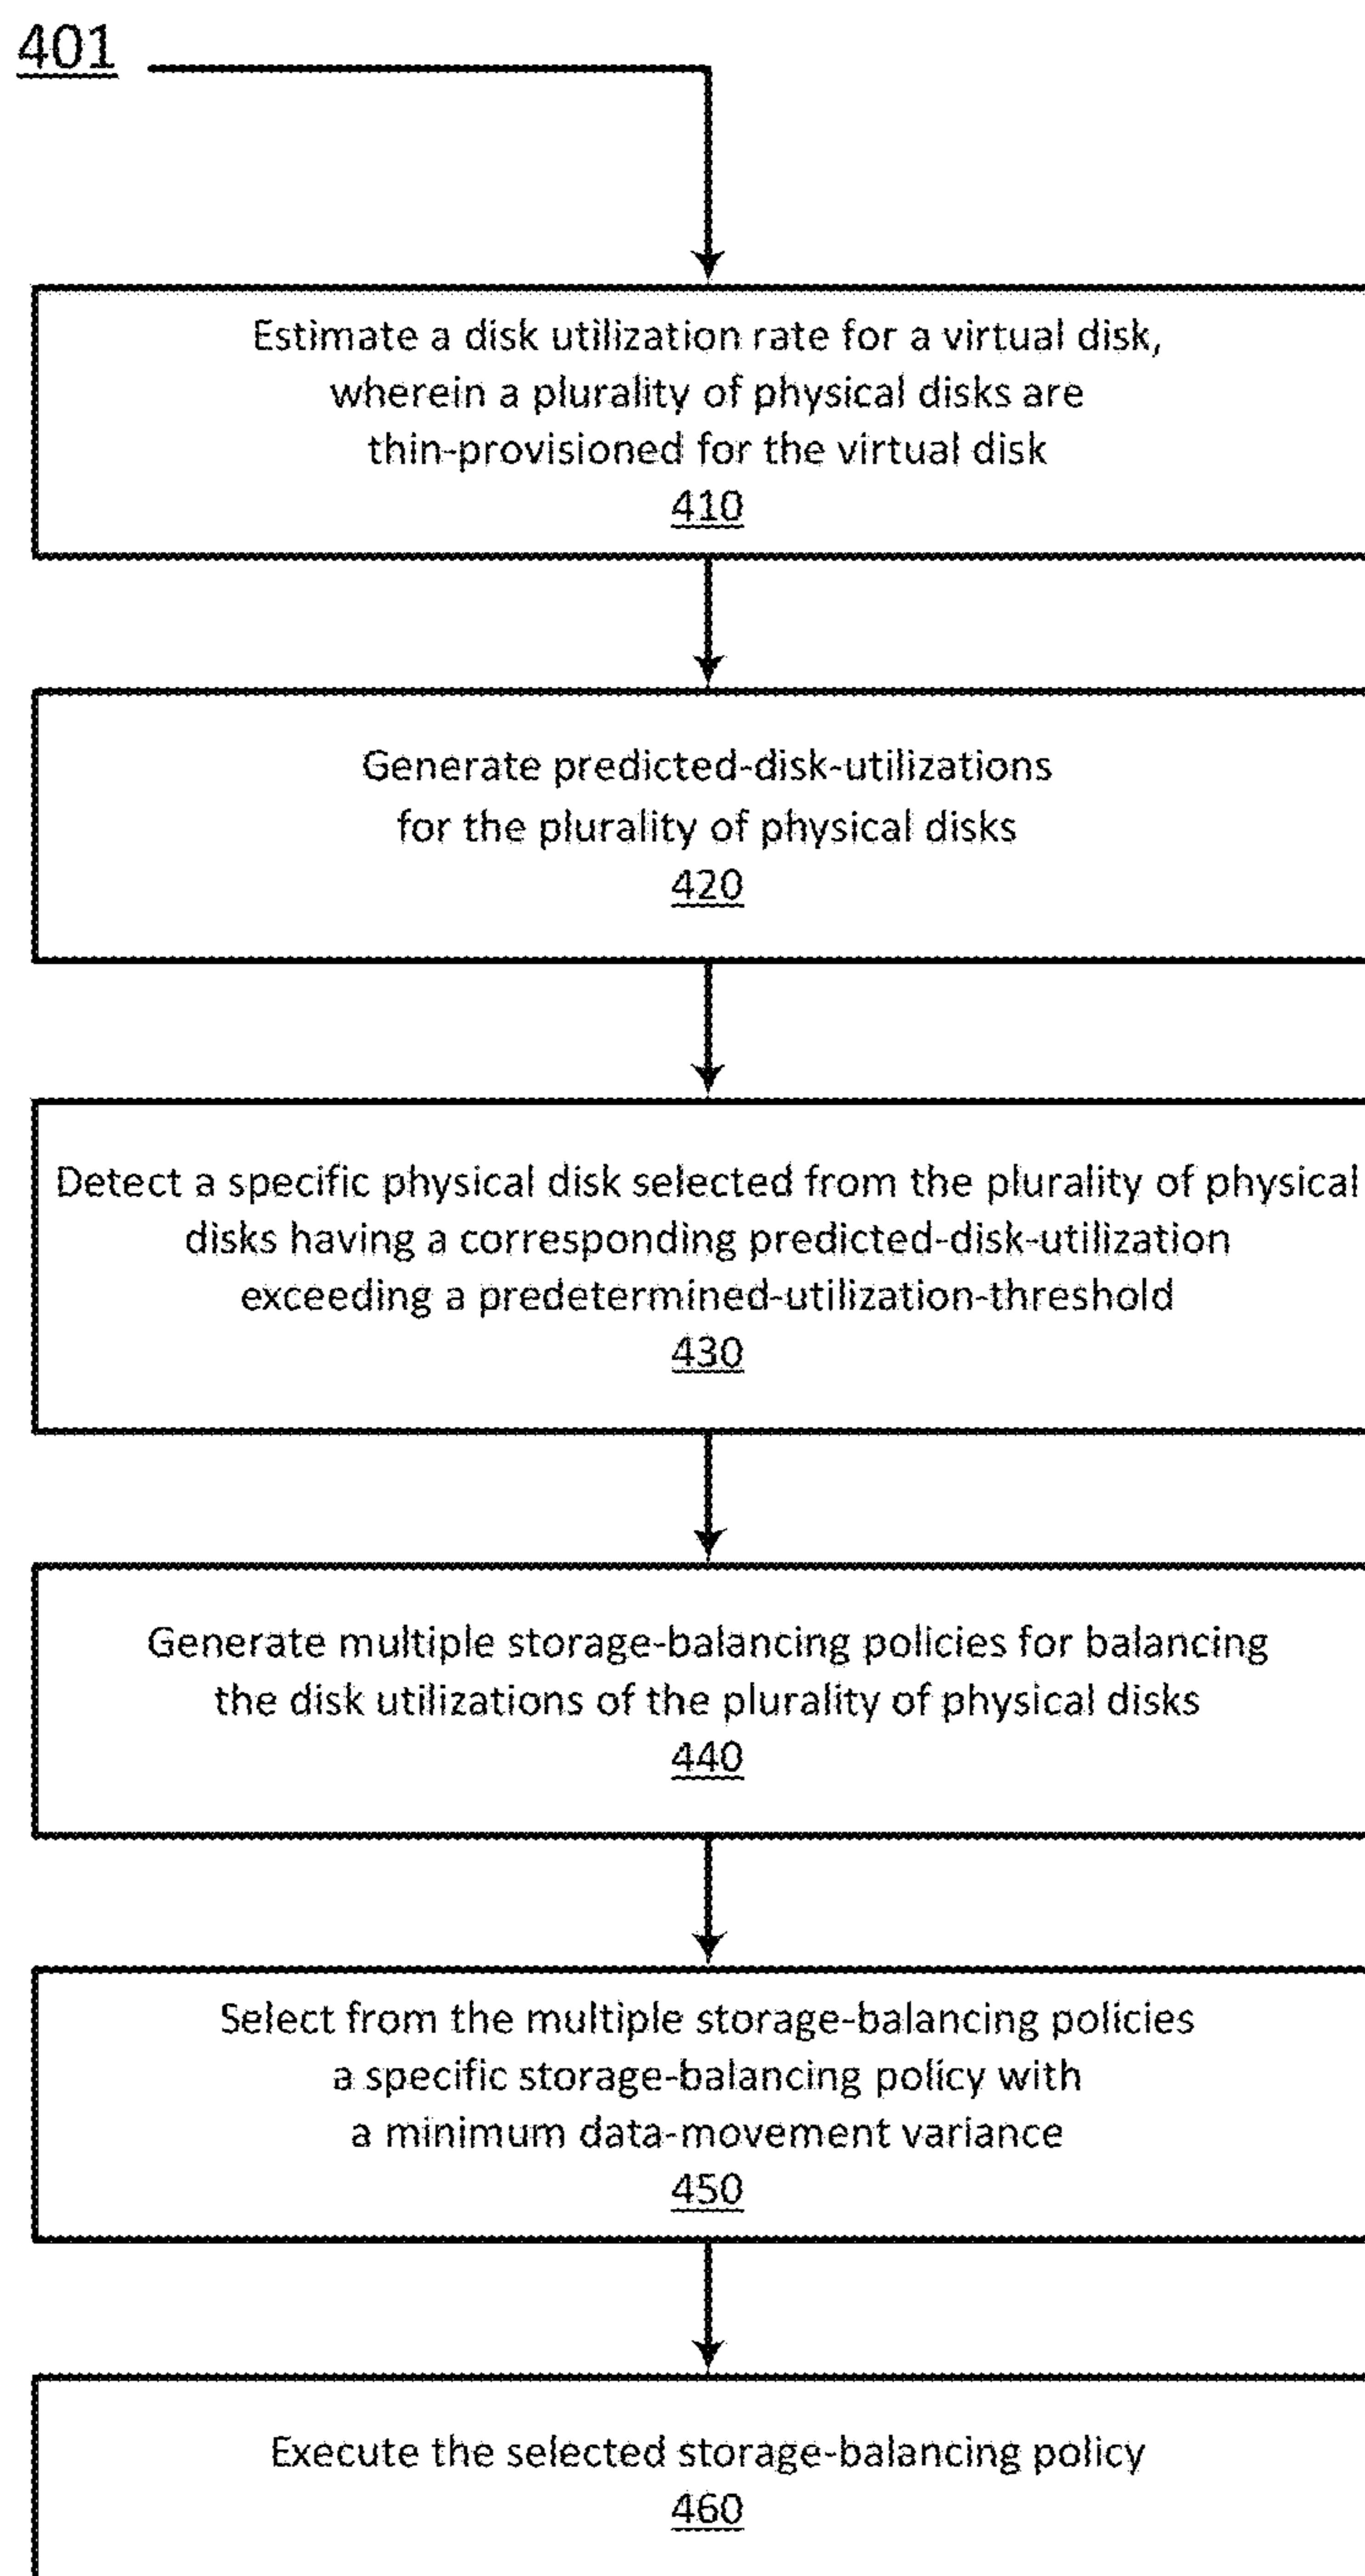 401
Estimate a disk utilization rate for a virtual disk,
wherein a plurality of physical disks are
thin-provisioned for the virtual disk
410
Generate predicted-disk-utilizations
for the plurality of physical disks
420
Detect a specific physical disk selected from the plurality of physical
disks having a corresponding predicted-disk-utilization
exceeding a predetermined-utilization-threshold
430
Generate multiple storage-balancing policies for balancing
the disk utilizations of the plurality of physical disks
440
Select from the multiple storage-balancing policies
a specific storage-balancing policy with
a minimum data-movement variance
450
Execute the selected storage-balancing policy
460